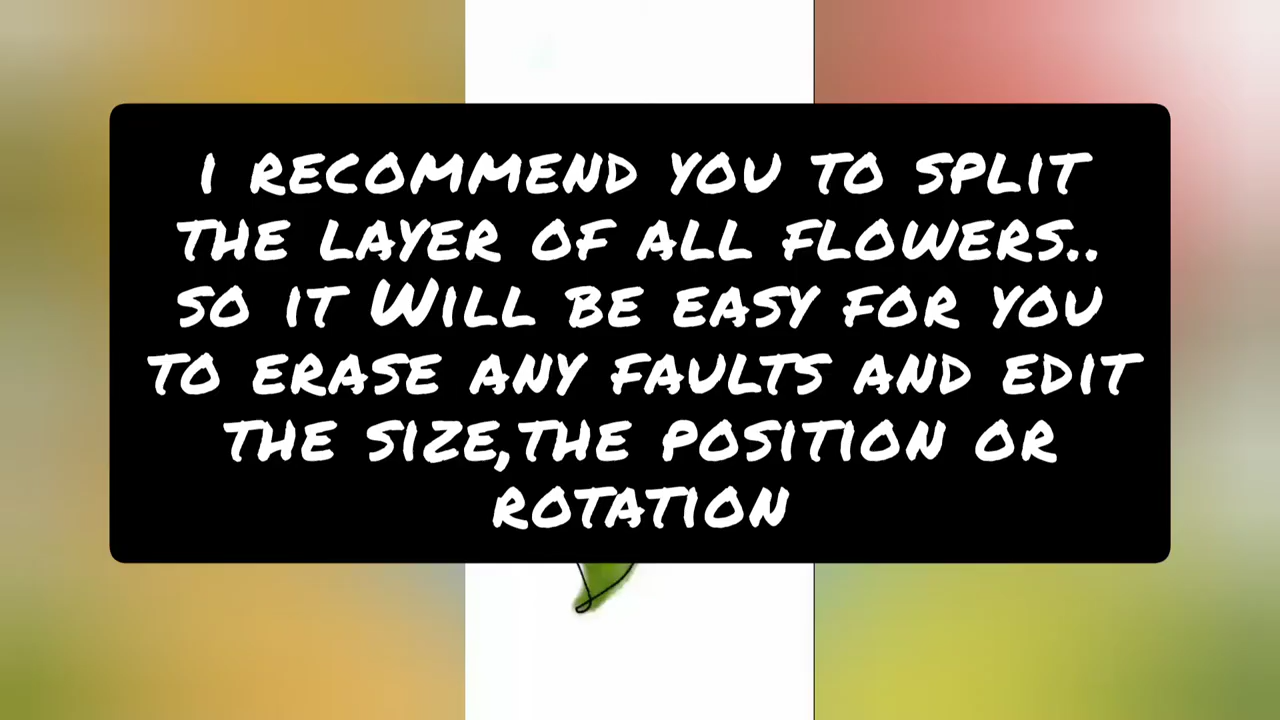 I RECOMMEND YOU TO SPLIT
THE LAYER OF ALL FLOWERS..
SO IT WILL BE EASY FOR YOU
TO ERASE ANY FAULTS AND EDIT
THE SIZE,THE POSITION OR
ROTATION